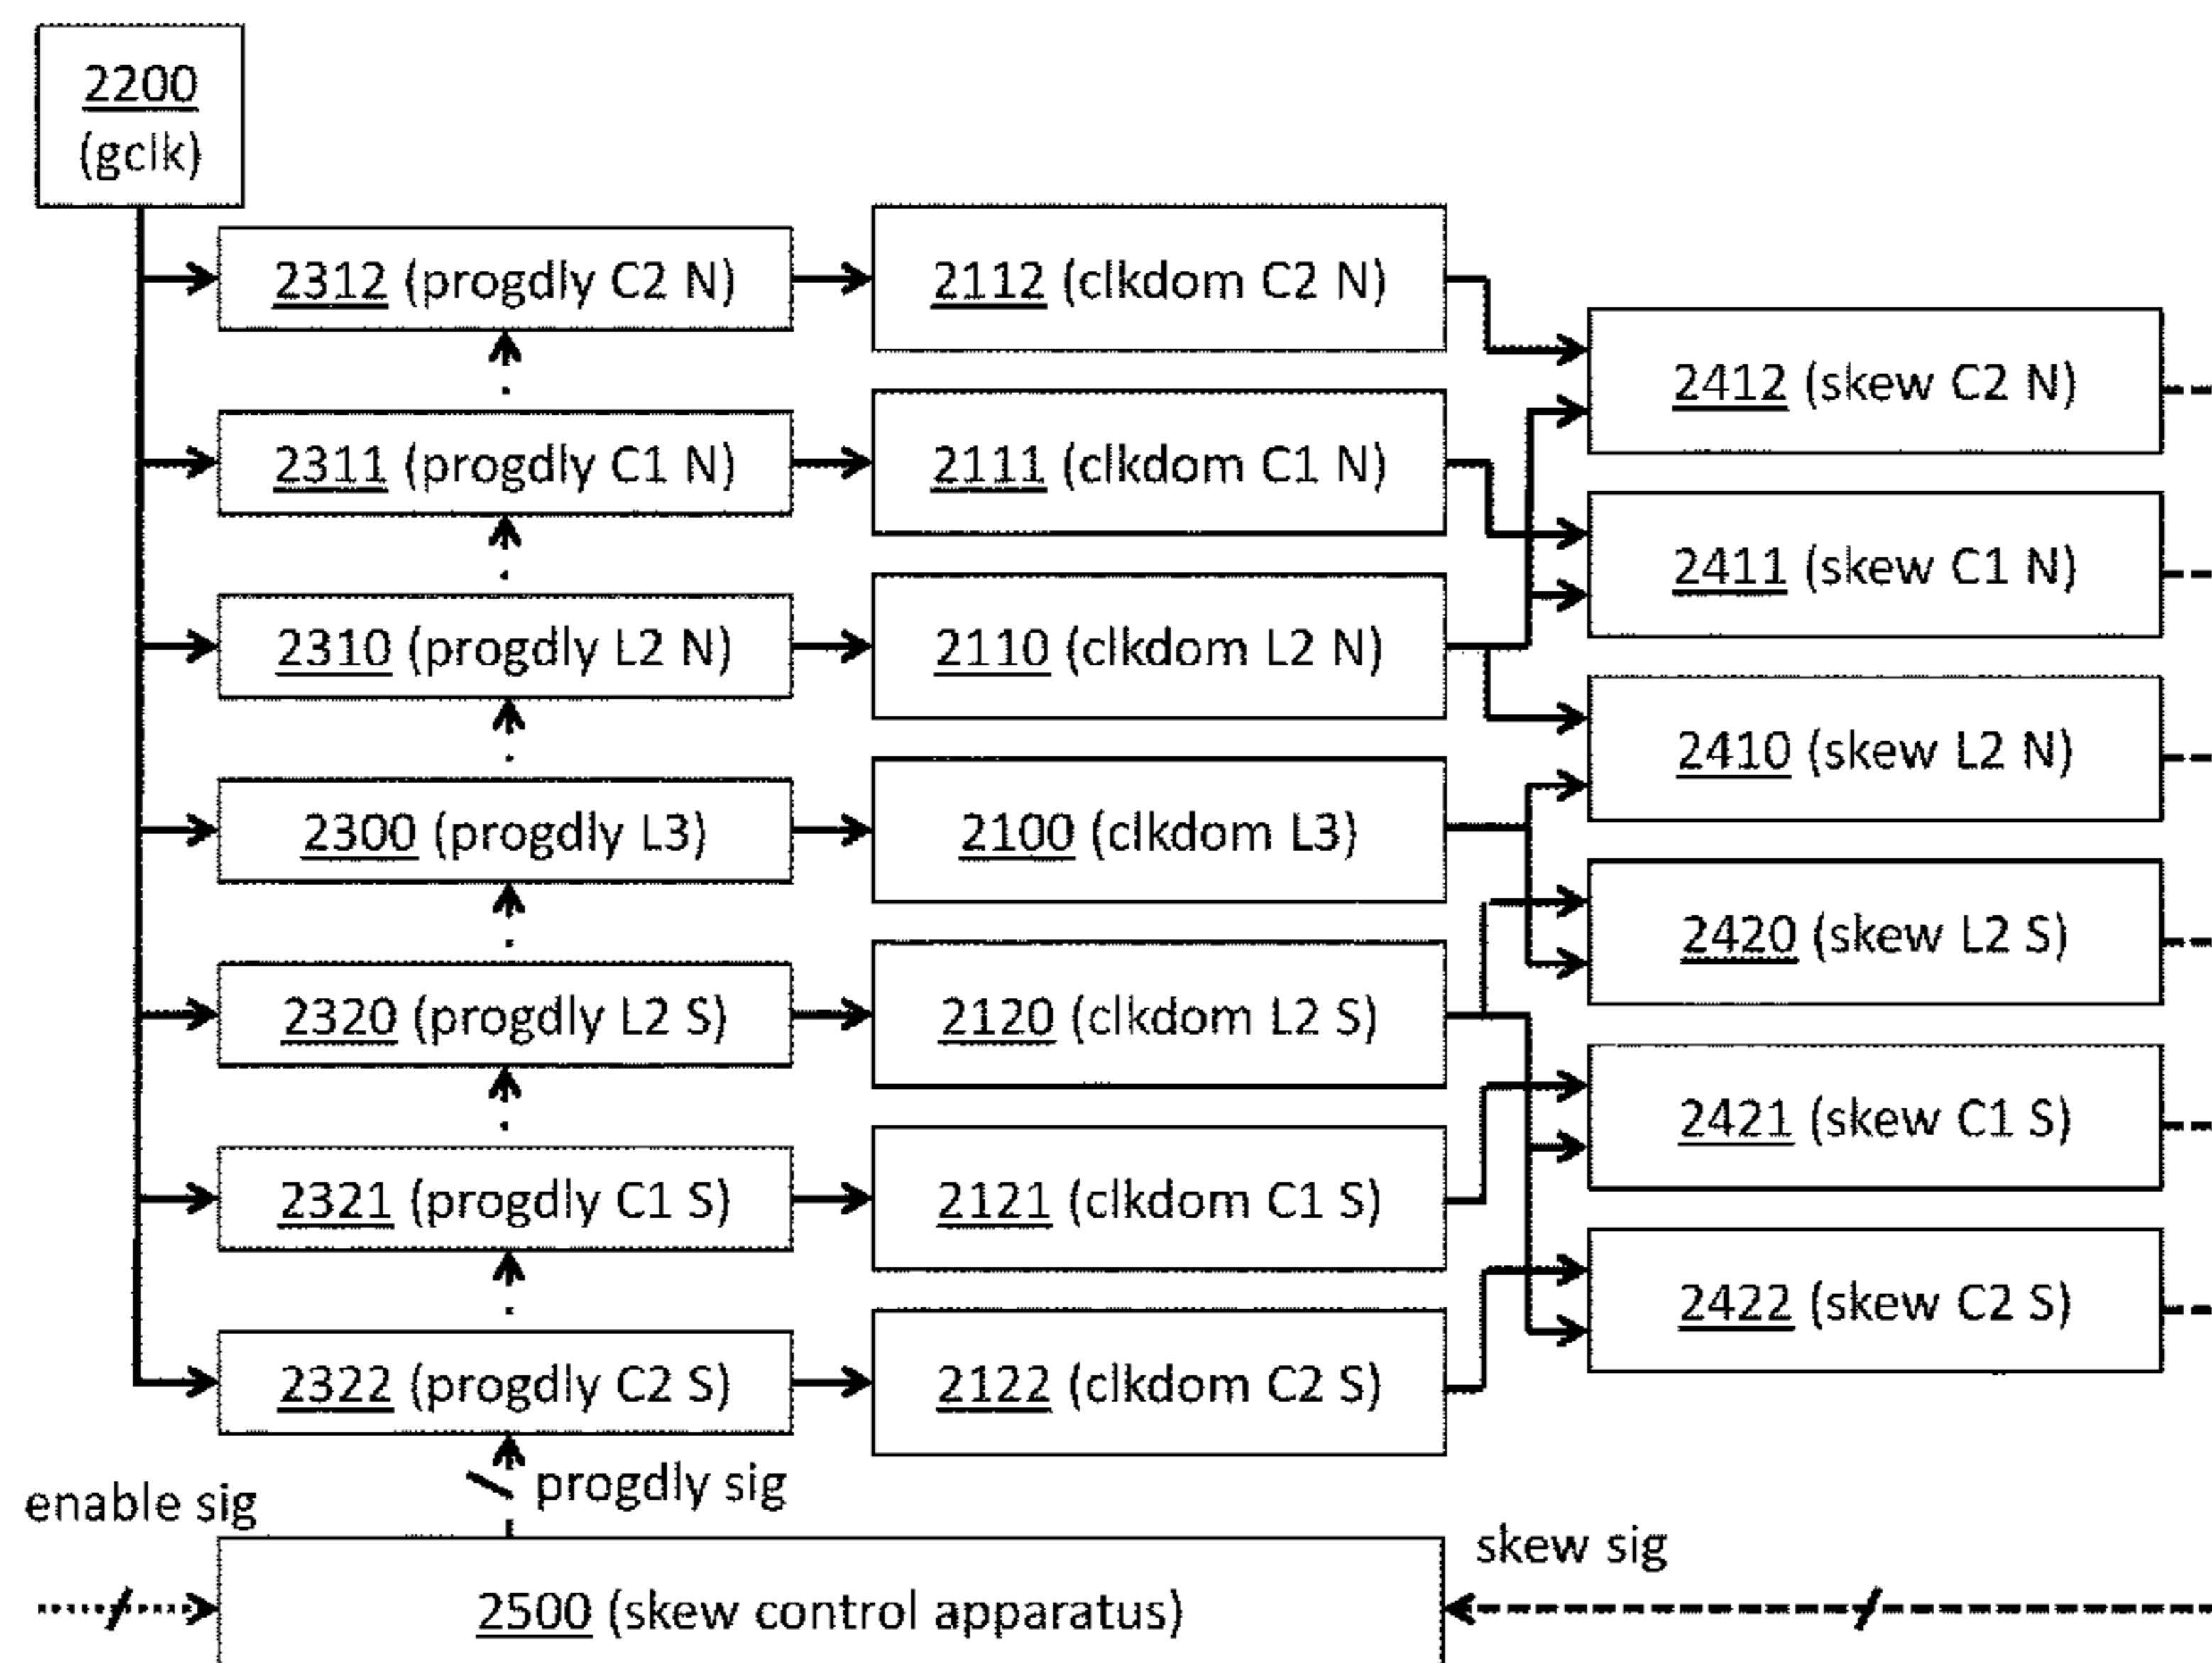 2200
(gclk)
2312 (progdly C2 N)
2112 (clkdom C2 N)
2412 (skew C2 N)
2311 (progdly C1 N)
2111 (clkdom C1 N)
2411 (skew C1 N)
2310 (progdly L2 N)
2110 (clkdom L2 N)
2410 (skew L2 N)
2300 (progdly L3)
2100 (clkdom L3)
2420 (skew L2 S)
2320 (progdly L2 S)
2120 (clkdom L2 S)
2421 (skew C1 S)
2321 (progdly C1 S)
2121 (clkdom C1 S)
2422 (skew C2 S)
2322 (progdly C2 S)
2122 (clkdom C2 S)
enable sig
progdly sig
skew sig
2500 (skew control apparatus)